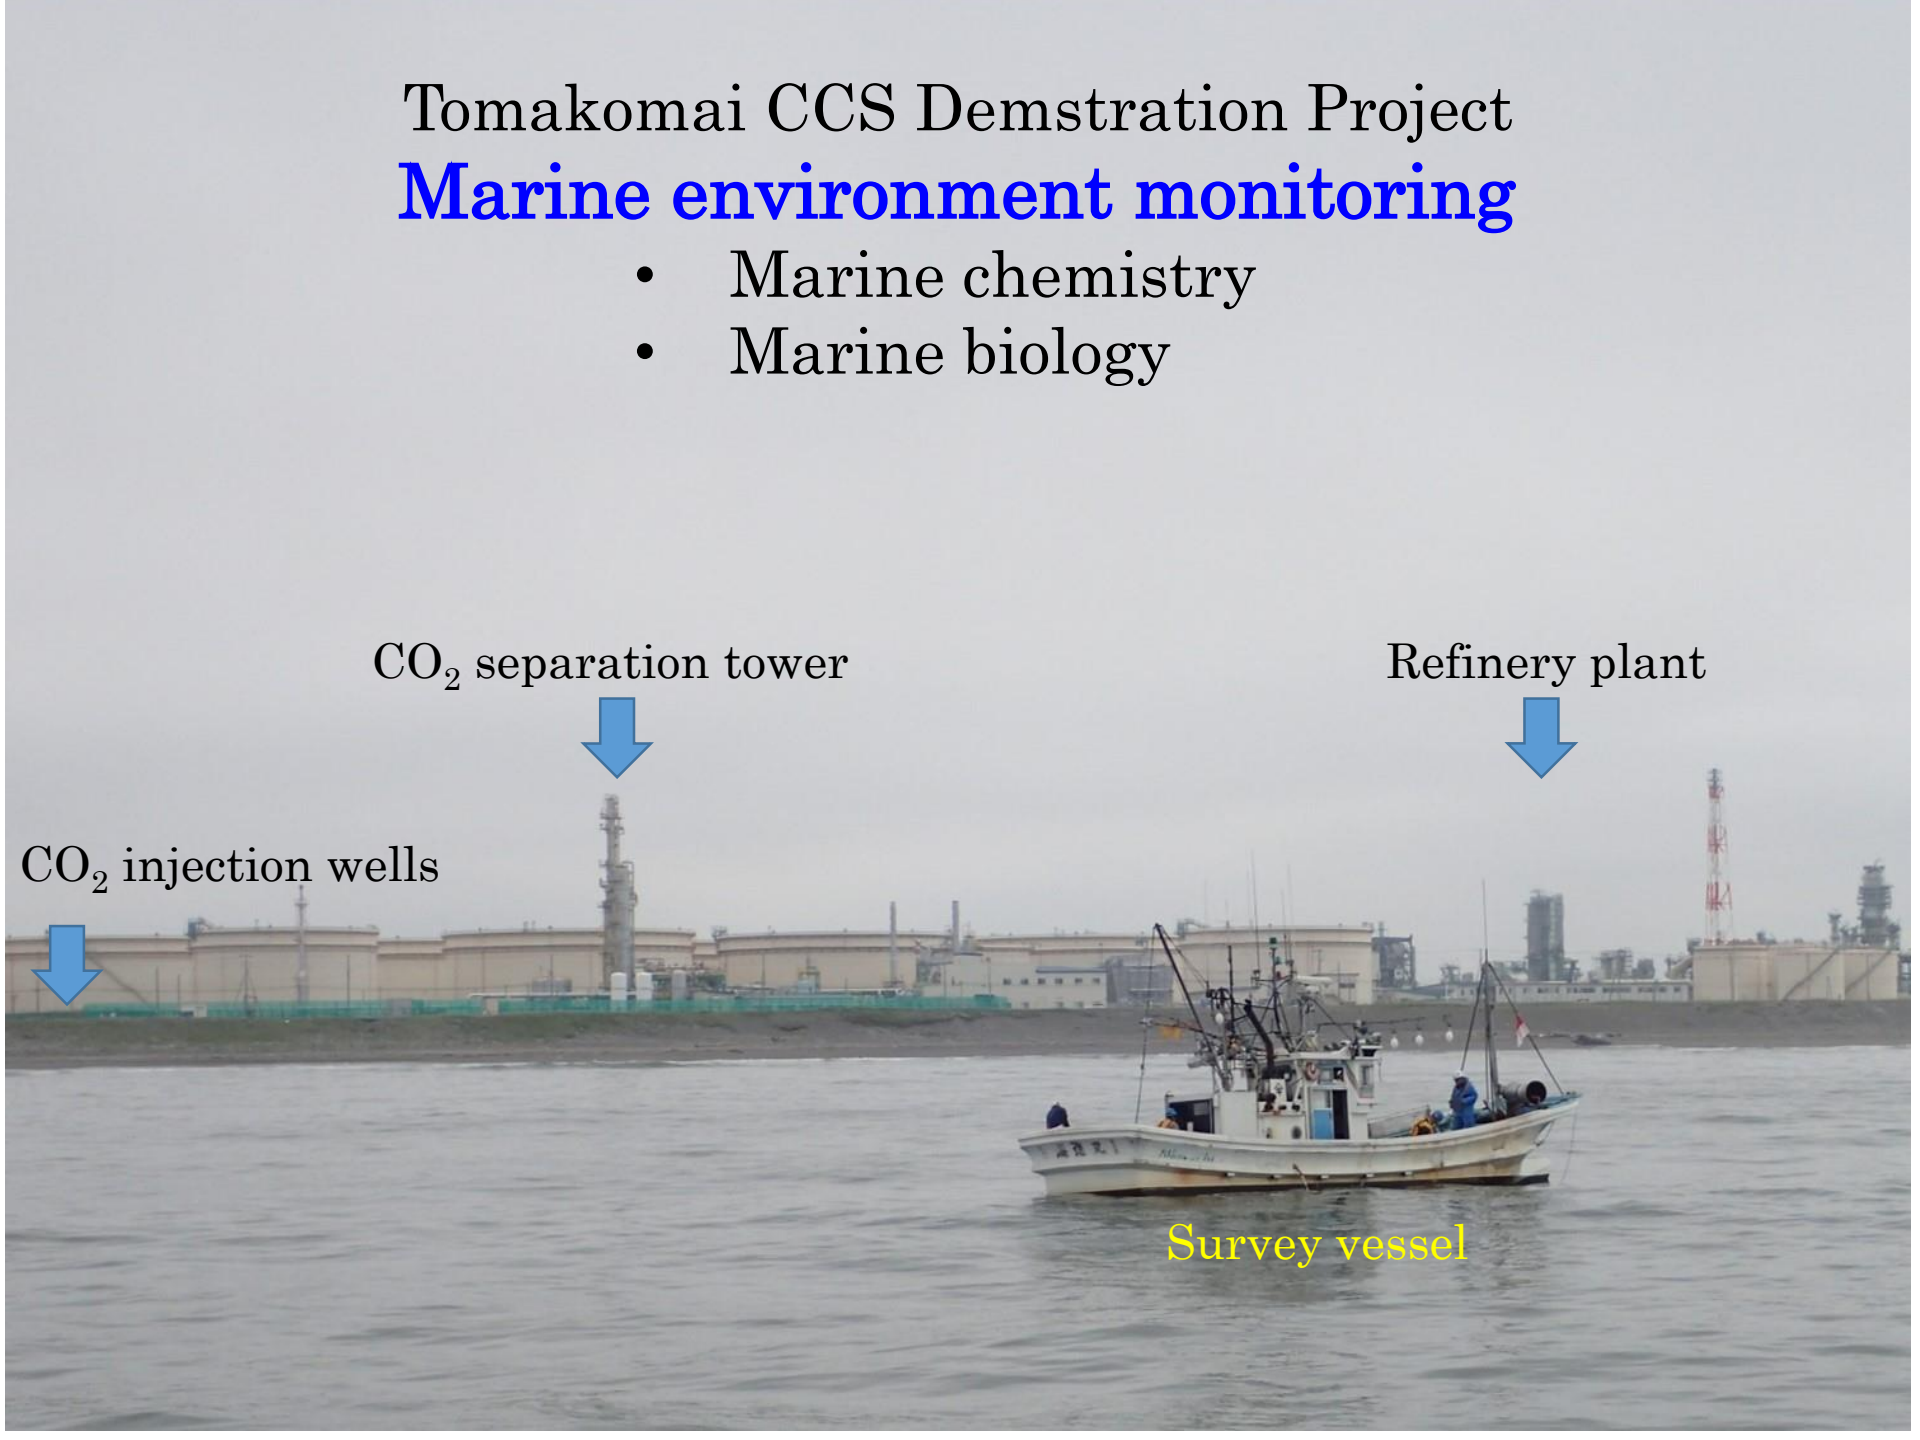 Tomakomai CCS Demstration Project
Marine environment monitoring
• Marine chemistry
• Marine biology
CO₂ separation tower
Refinery plant
CO₂ injection wells
Survey vessel